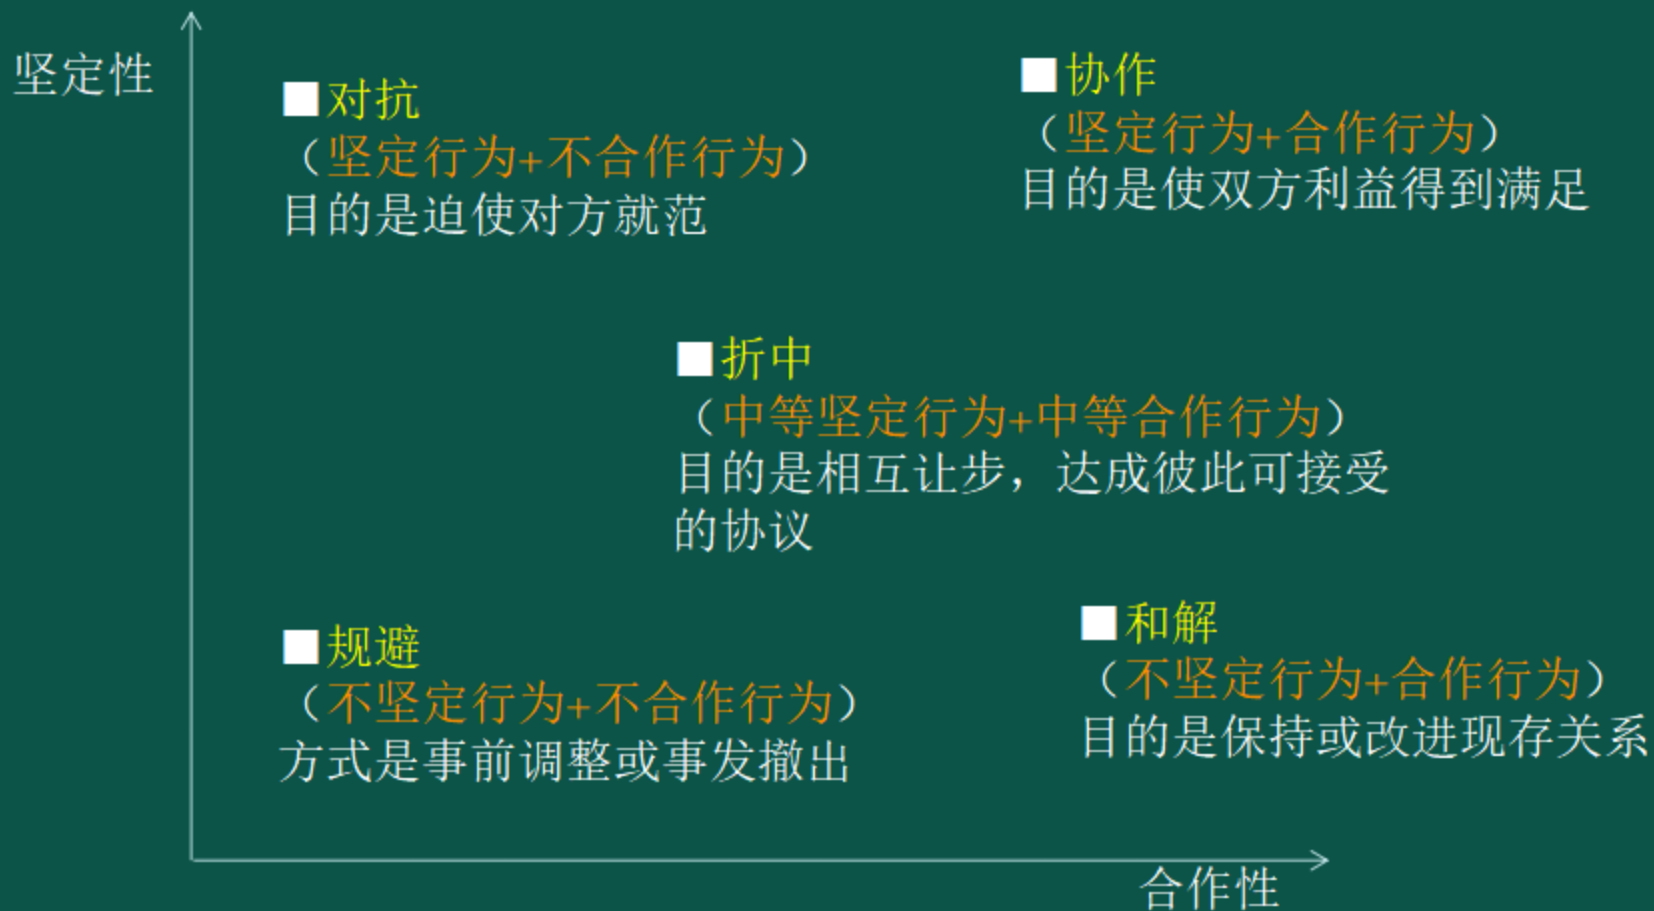 坚定性
■对抗
（坚定行为+不合作行为）
目的是迫使对方就范
■协作
（坚定行为+合作行为）
目的是使双方利益得到满足
■折中
（中等坚定行为+中等合作行为）
目的是相互让步，达成彼此可接受
的协议
■规避
（不坚定行为+不合作行为）
方式是事前调整或事发撤出
■和解
（不坚定行为+合作行为）
目的是保持或改进现存关系
合作性